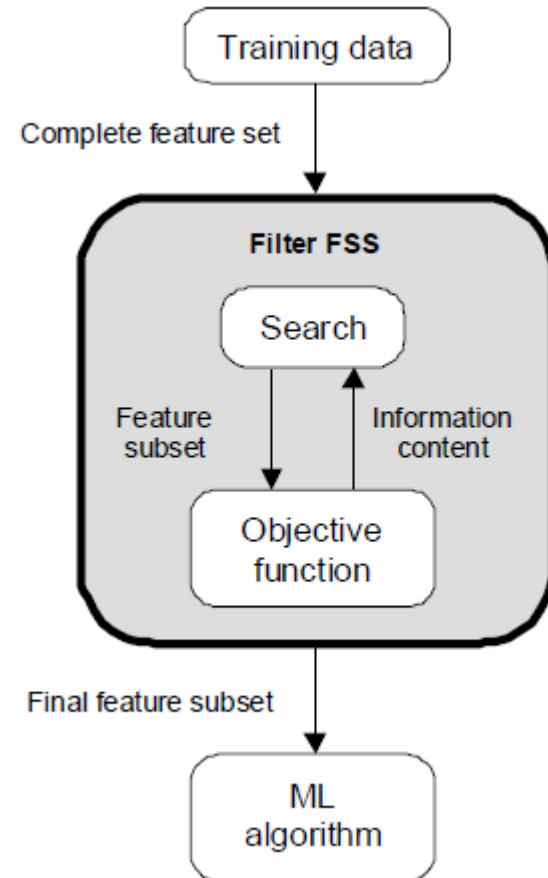 Training data
Complete feature set
Filter FSS
Search
Feature
subset
Information
content
Objective
function
Final feature subset
ML
algorithm